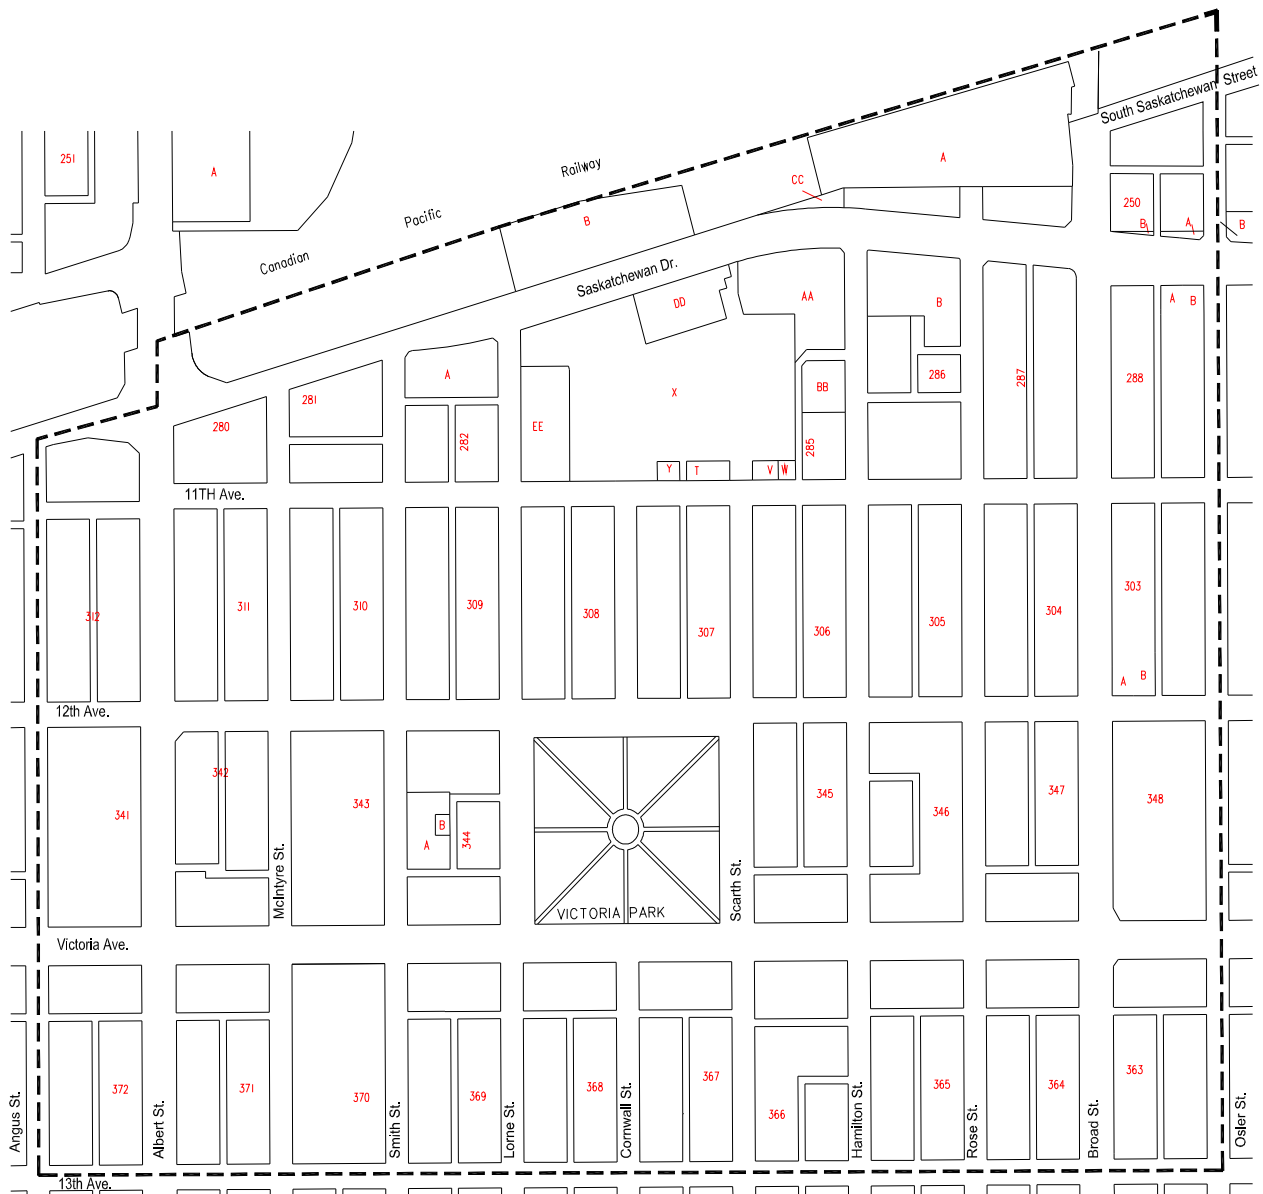 South Saskatchewan Street
251
A
Railway
A
CC
250
B
A
B
Pacific
B
Canadian
Saskatchewan Dr.
DD
AA
B
A
B
A
X
BB
286
287
288
281
280
282
EE
285
Y
T
V
W
11TH Ave.
312
311
310
309
308
307
306
305
304
303
A
B
12th Ave.
341
342
343
B
A
344
345
346
347
348
McIntyre St.
Scarth St.
VICTORIA PARK
Victoria Ave.
372
371
370
369
368
367
366
365
364
363
Angus St.
Albert St.
Smith St.
Lorne St.
Cornwall St.
Hamilton St.
Rose St.
Broad St.
Osler St.
13th Ave.